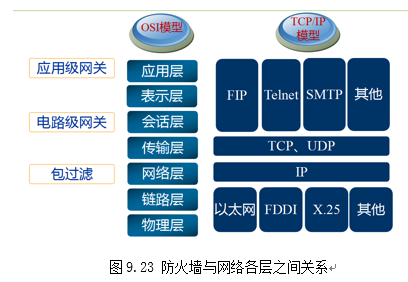 OSI模型
TCP/IP
模型
应用级网关
应用层
表示层
电路级网关
会话层
传输层
包过滤
网络层
链路层
物理层
FIP
Telnet
SMTP
其他
TCP、UDP
IP
以太网
FDDI
X.25
其他
图9.23 防火墙与网络各层之间关系